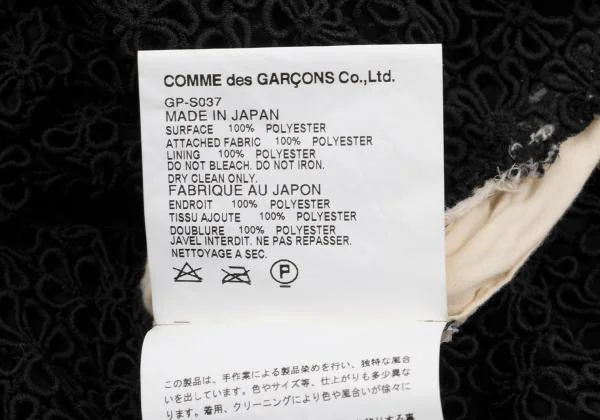 COMME des GARÇONS Co.,Ltd.
GP-S037
MADE IN JAPAN
SURFACE 100% POLYESTER
ATTACHED FABRIC 100% POLYESTER
LINING 100% POLYESTER
DO NOT BLEACH. DO NOT IRON.
DRY CLEAN ONLY.
FABRIQUE AU JAPON
ENDROIT 100% POLYESTER
TISSU AJOUTE 100% POLYESTER
DOUBLURE 100% POLYESTER
JAVEL INTERDIT. NE PAS REPASSER.
NETTOYAGE A SEC.
P
この製品は、手作業による製品染めを行い、独特な風合
いを出しています。色やサイズ等、仕上がりも多少異な
ります。着用、クリーニングにより色や風合いが徐々に